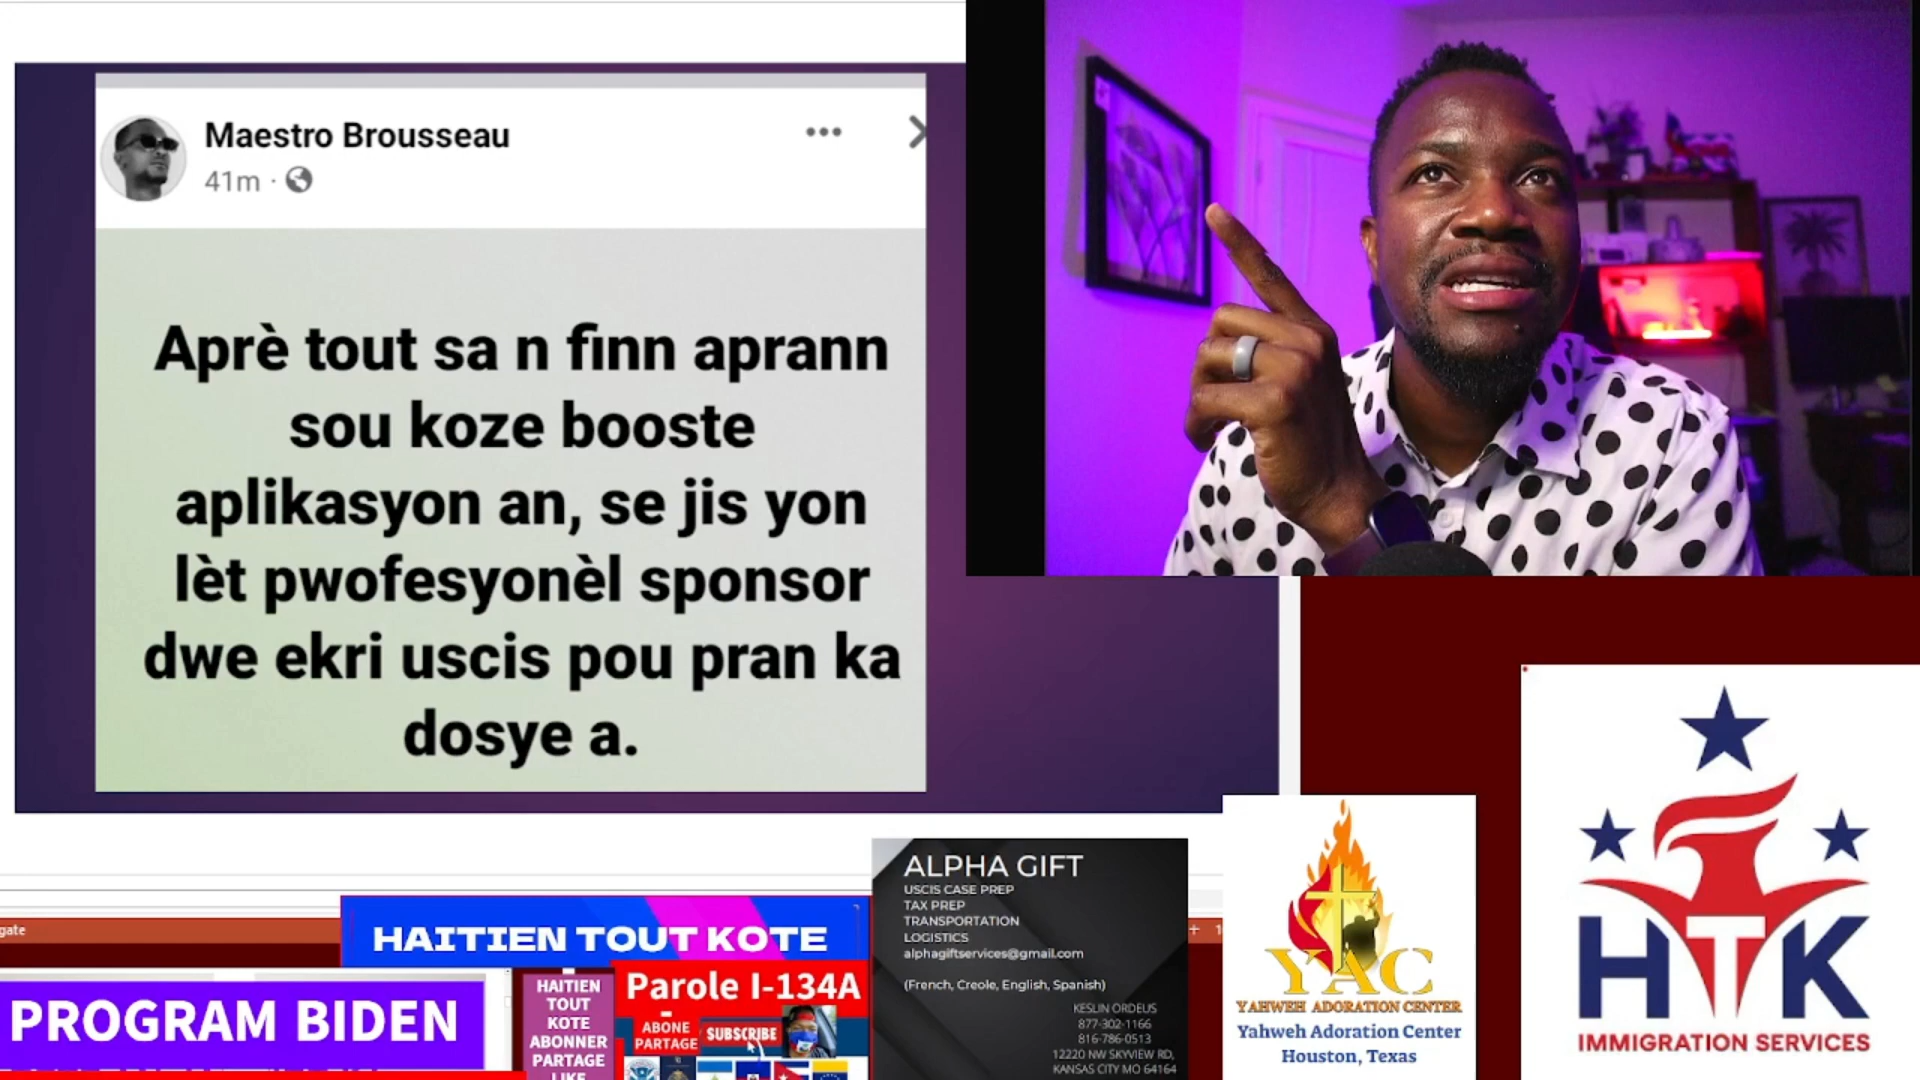 Maestro Brousseau
41m
Aprè tout sa n finn aprann
sou koze booste
aplikasyon an, se jis yon
lèt pwofesyonèl sponsor
dwe ekri uscis pou pran ka
dosye a.
gate
HAITIEN TOUT KOTE
PROGRAM BIDEN
HAITIEN
TOUT
KOTE
ABONNER
PARTAGE
LIKE
Parole I-134A
ABONE
PARTAGE
SUBSCRIBE
ALPHA GIFT
USCIS CASE PREP
TAX PREP
TRANSPORTATION
LOGISTICS
alphagiftservices@gmail.com
(French, Creole, English, Spanish)
KESLIN ORDEUS
877-302-1166
816-786-0513
12220 NW SKYVIEW RD,
KANSAS CITY MO 64164
YAC
YAHWEH ADORATION CENTER
Yahweh Adoration Center
Houston, Texas
HTK
IMMIGRATION SERVICES